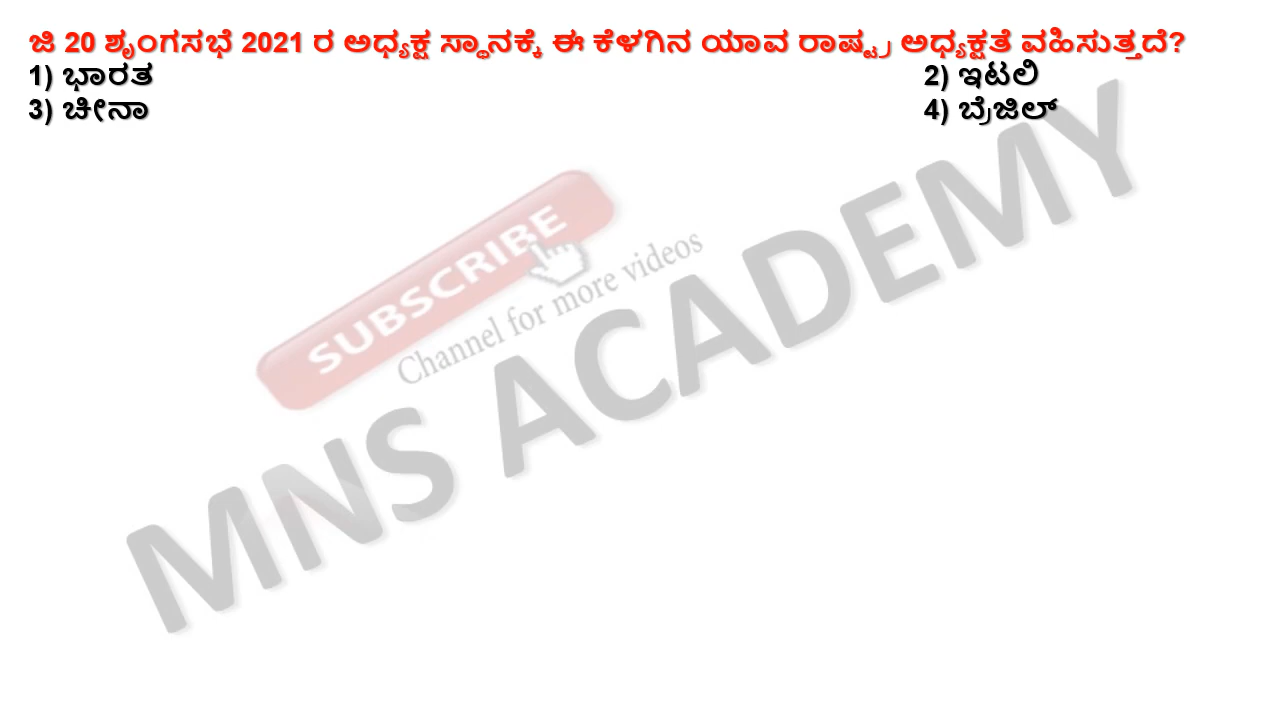 ಜಿ 20 ಶೃಂಗಸಭೆ 2021 ರ ಅಧ್ಯಕ್ಷ ಸ್ಥಾನಕ್ಕೆ ಈ ಕೆಳಗಿನ ಯಾವ ರಾಷ್ಟ್ರ ಅಧ್ಯಕ್ಷತೆ ವಹಿಸುತ್ತದೆ?
1) ಭಾರತ 2) ಇಟಲಿ
3) ಚೀನಾ 4) ಬ್ರೆಜಿಲ್
SUBSCRIBE
Channel for more videos
MNS ACADEMY